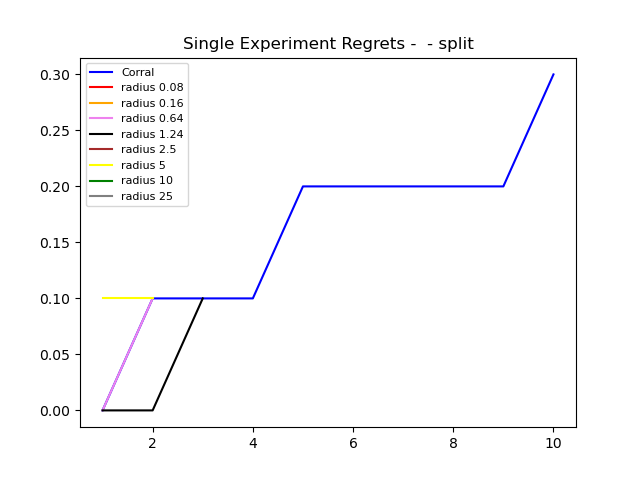 Single Experiment Regrets -  - split
0.30
0.25
0.20
0.15
0.10
0.05
0.00
Corral
radius 0.08
radius 0.16
radius 0.64
radius 1.24
radius 2.5
radius 5
radius 10
radius 25
2 4 6 8 10